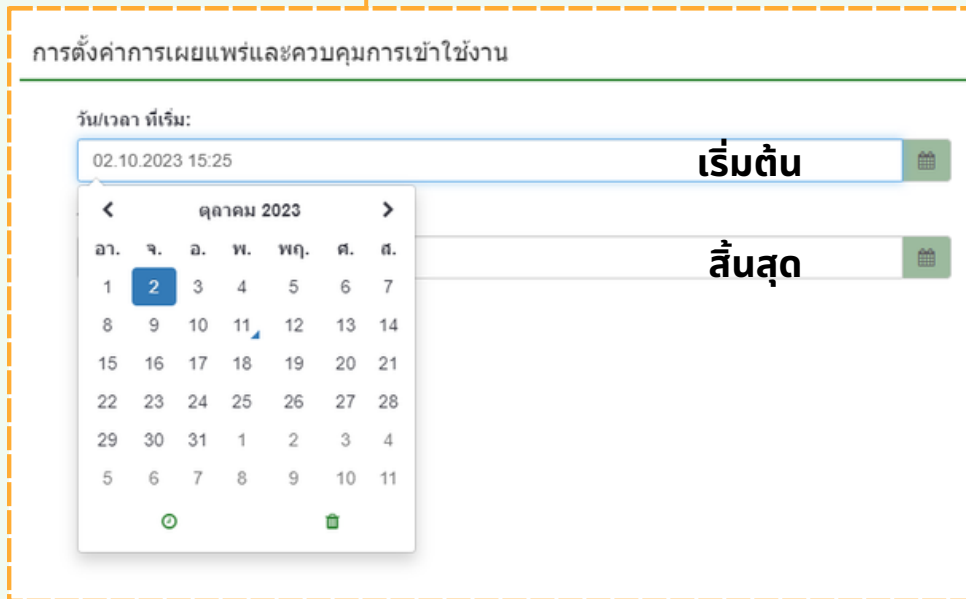 การตั้งค่าการเผยแพร่และควบคุมการเข้าใช้งาน
วัน/เวลา ที่เริ่ม:
02.10.2023 15:25 เริ่มต้น
ตุลาคม 2023
อา. จ. อ. พ. พฤ. ศ. ส.
สิ้นสุด
1 2 3 4 5 6 7
8 9 10 11 12 13 14
15 16 17 18 19 20 21
22 23 24 25 26 27 28
29 30 31 1 2 3 4
5 6 7 8 9 10 11